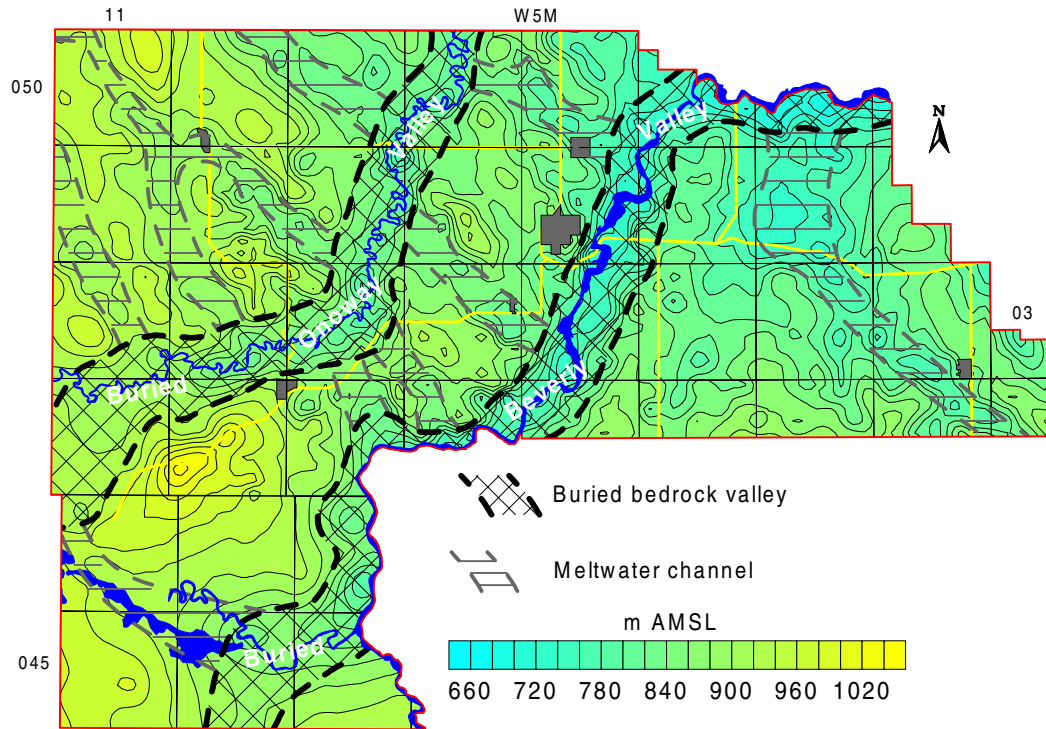 11
W5M
050
Valley
Valley
N
Onoway
03
Buried
Beverly
Buried bedrock valley
Meltwater channel
m AMSL
045
Buried
660 720 780 840 900 960 1020